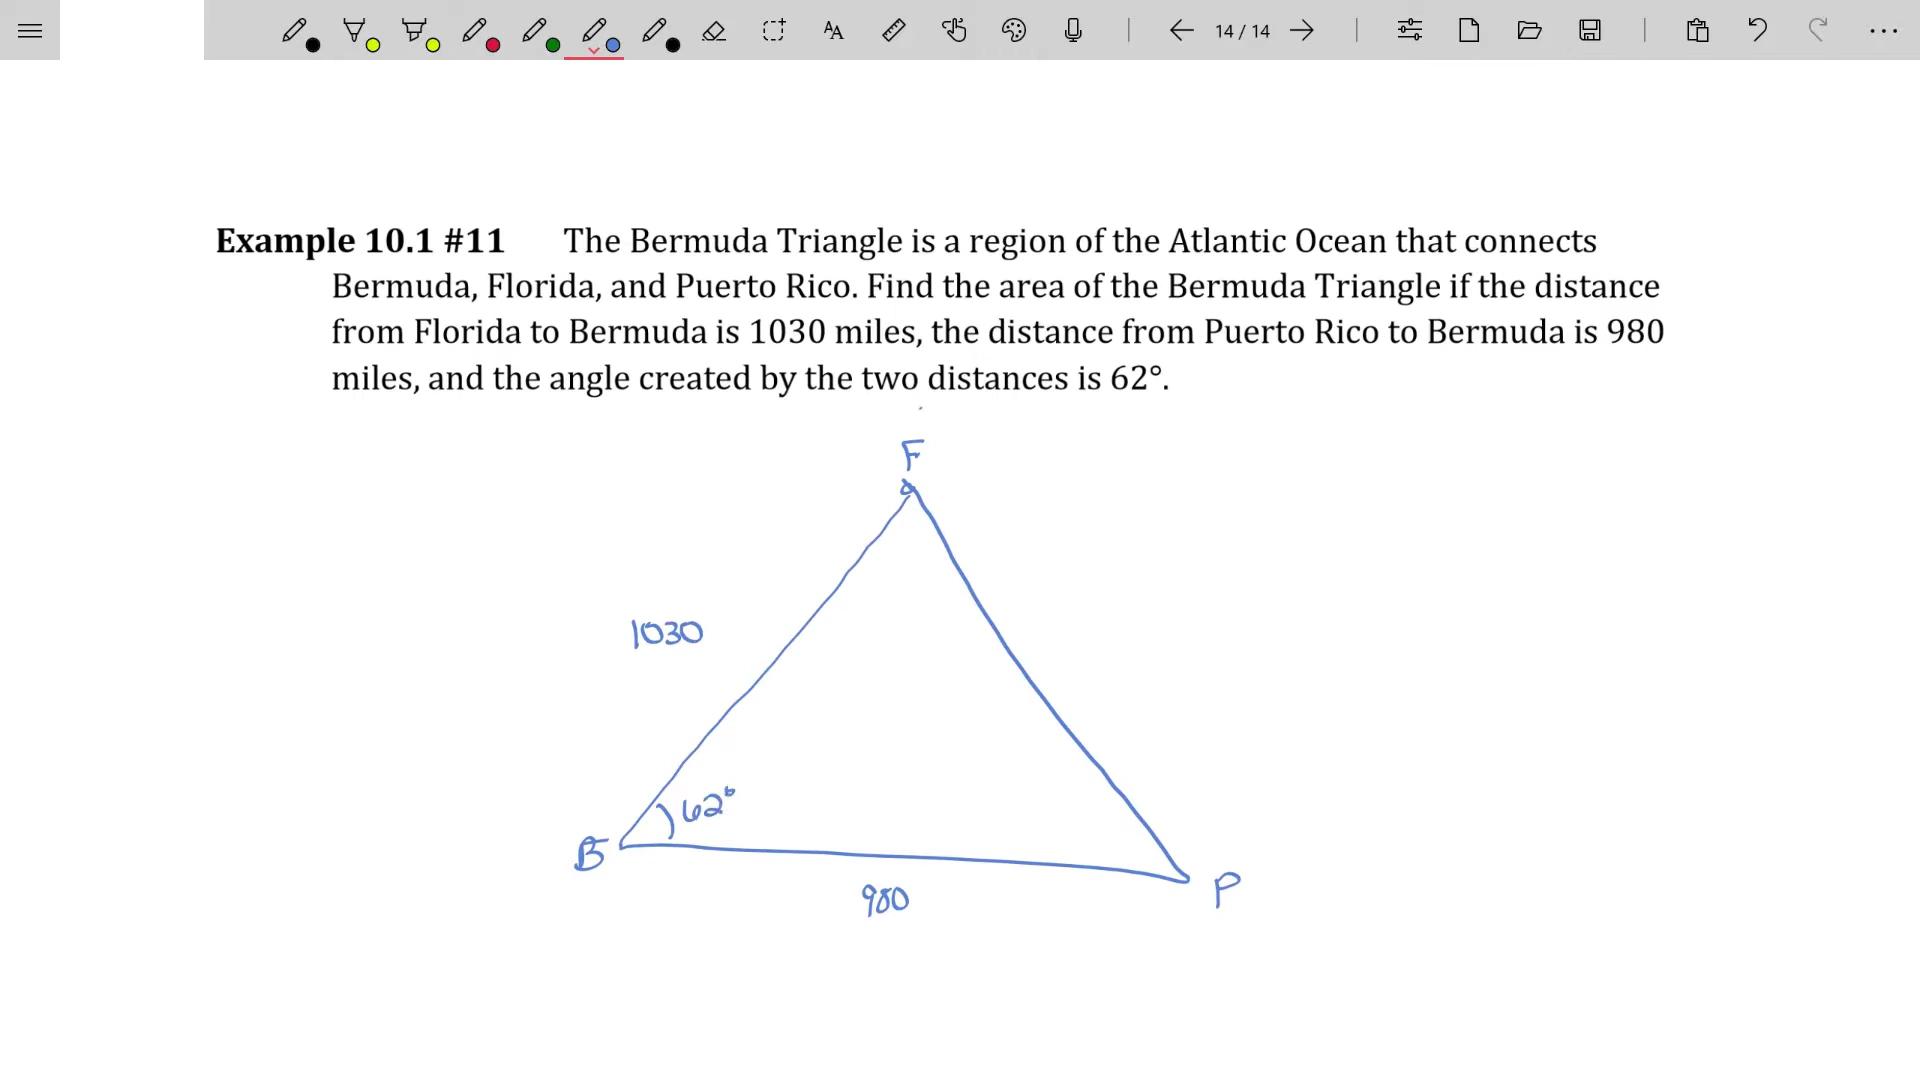 14 / 14
Example 10.1 #11 The Bermuda Triangle is a region of the Atlantic Ocean that connects
Bermuda, Florida, and Puerto Rico. Find the area of the Bermuda Triangle if the distance
from Florida to Bermuda is 1030 miles, the distance from Puerto Rico to Bermuda is 980
miles, and the angle created by the two distances is 62°.
F
1030
62°
B
980
P